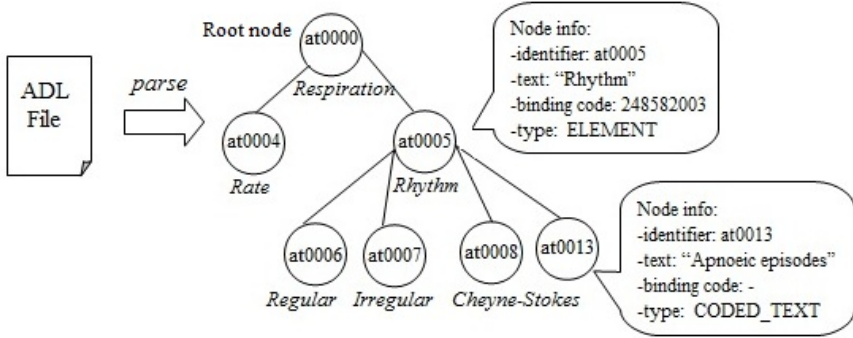 Root node
at0000
Respiration
ADL
File
parse
at0004
Rate
at0005
Rhythm
Node info:
-identifier: at0005
-text: “Rhythm”
-binding code: 248582003
-type: ELEMENT
at0006
at0007
at0008
at0013
Regular
Irregular
Cheyne-Stokes
Node info:
-identifier: at0013
-text: “Apnoeic episodes”
-binding code: -
-type: CODED_TEXT